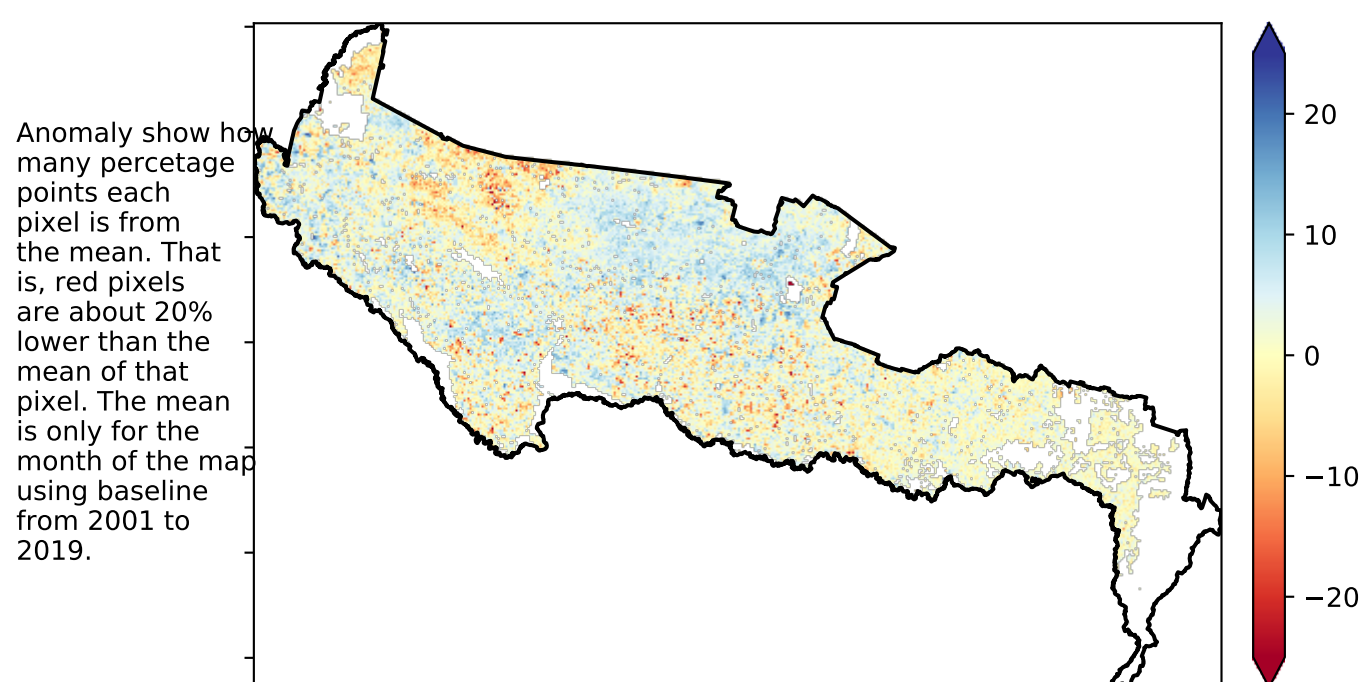 Anomaly show how
many percetage
points each
pixel is from
the mean. That
is, red pixels
are about 20%
lower than the
mean of that
pixel. The mean
is only for the
month of the map
using baseline
from 2001 to
2019.
20
10
0
−10
−20